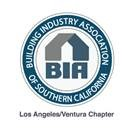 BUILDING INDUSTRY ASSOCIATION
BIA
OF SOUTHERN CALIFORNIA
Los Angeles/Ventura Chapter